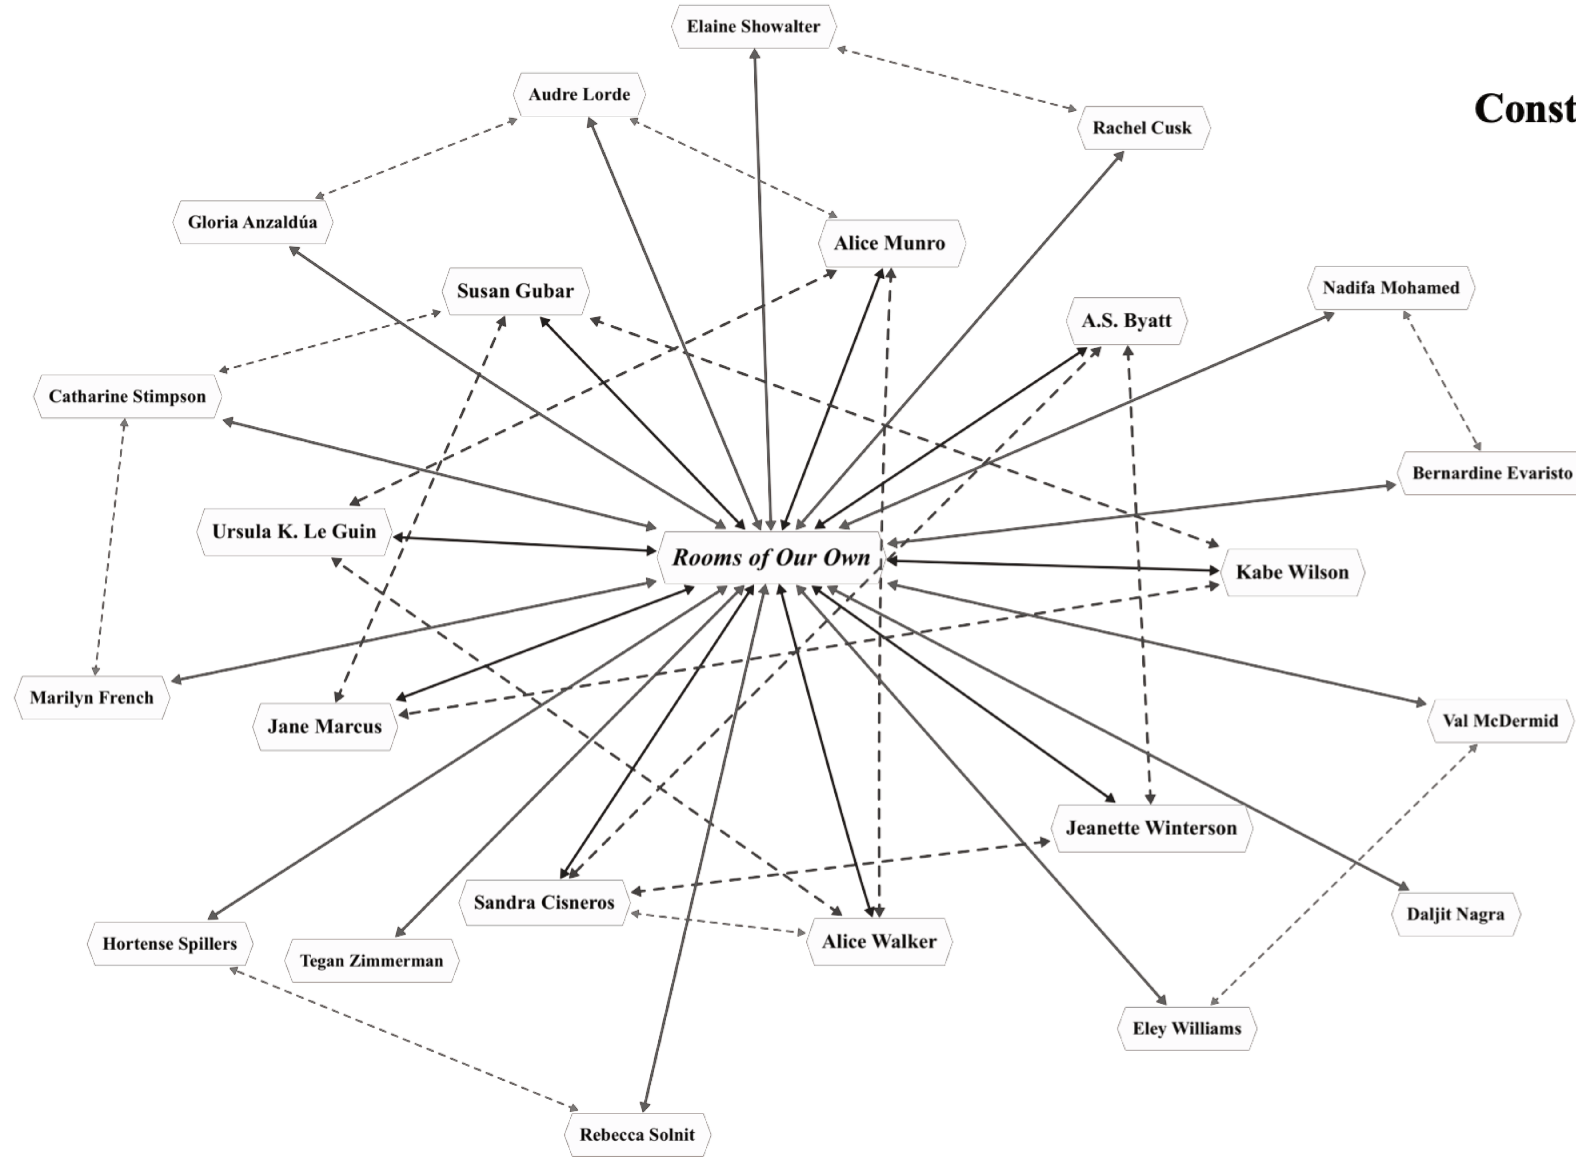 Elaine Showalter
Audre Lorde
Const
Rachel Cusk
Gloria Anzaldúa
Alice Munro
Susan Gubar
Nadifa Mohamed
A.S. Byatt
Catharine Stimpson
Bernardine Evaristo
Ursula K. Le Guin
Rooms of Our Own
Kabe Wilson
Marilyn French
Jane Marcus
Val McDermid
Jeanette Winterson
Sandra Cisneros
Daljit Nagra
Hortense Spillers
Alice Walker
Tegan Zimmerman
Eley Williams
Rebecca Solnit